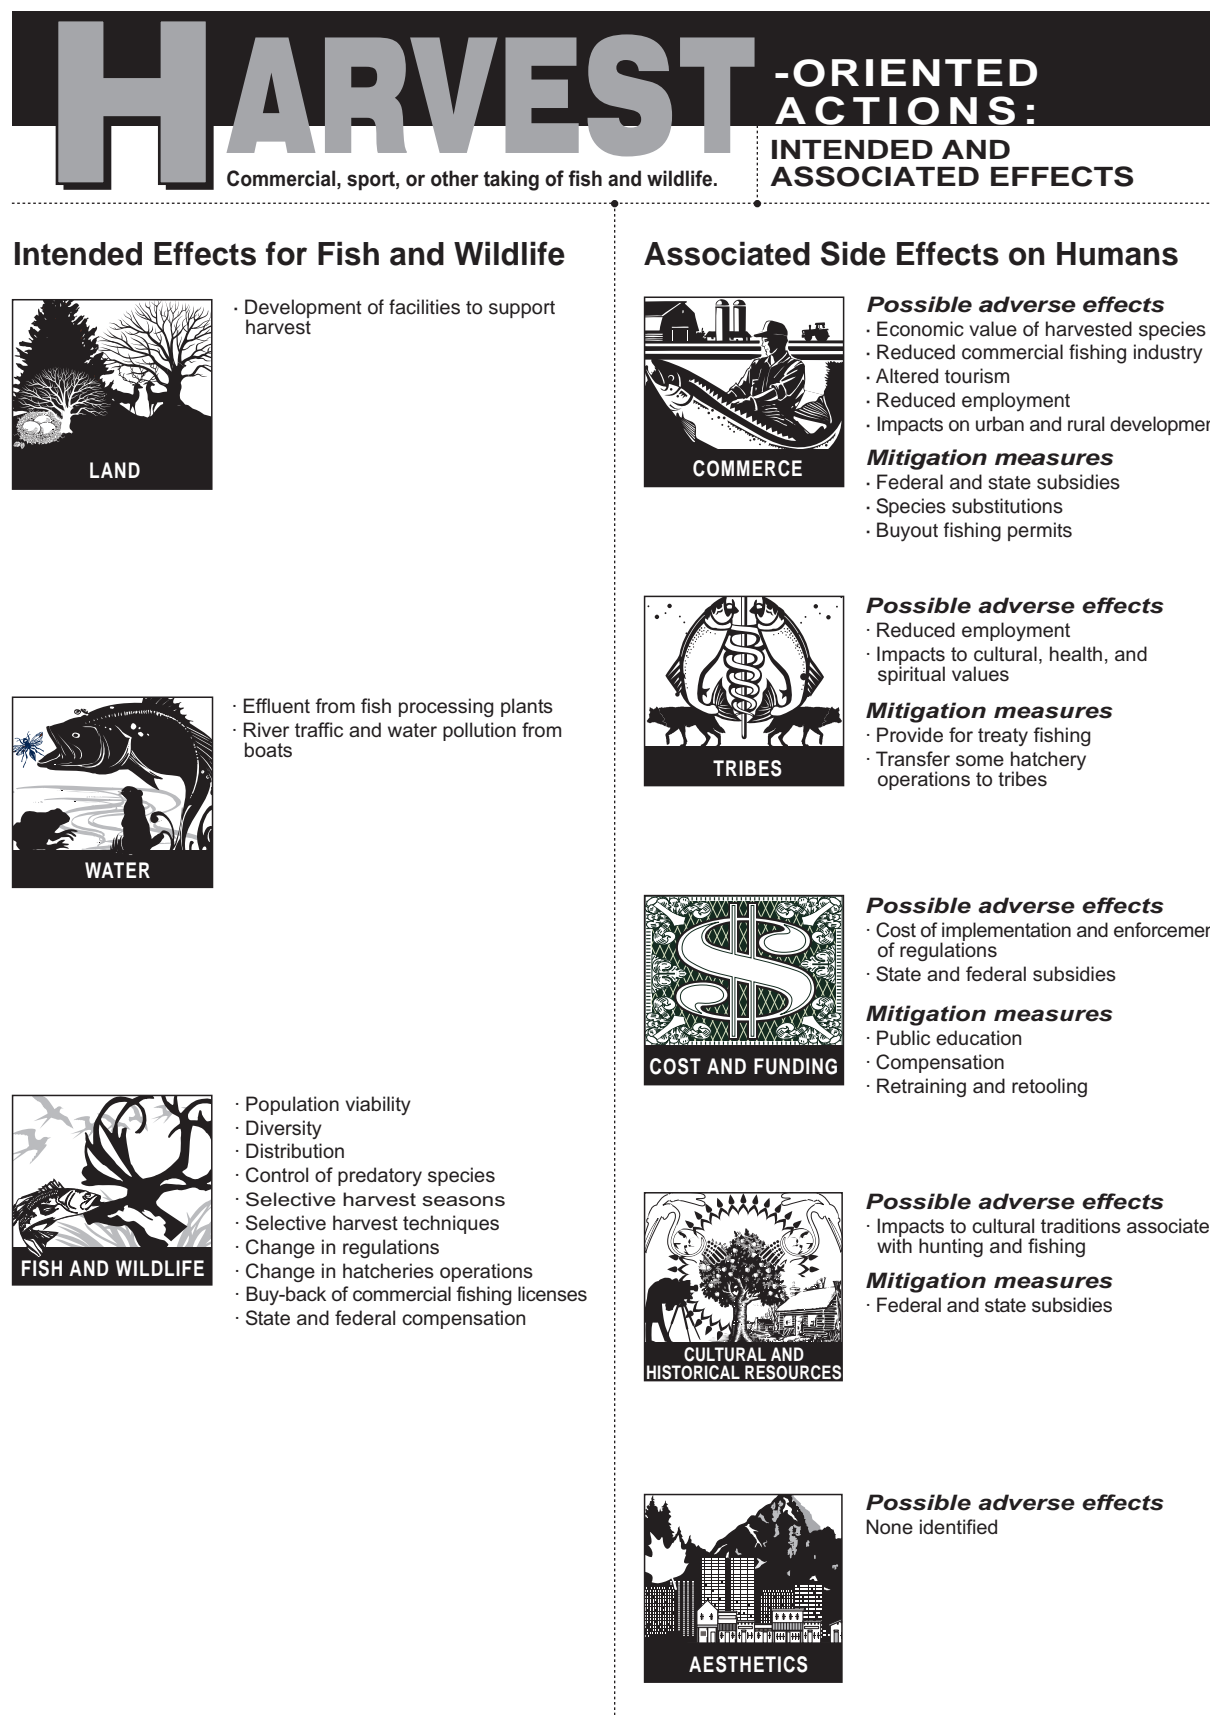 HARVEST
-ORIENTED
ACTIONS:
INTENDED AND
ASSOCIATED EFFECTS
Commercial, sport, or other taking of fish and wildlife.
Intended Effects for Fish and Wildlife
LAND
· Development of facilities to support
harvest
WATER
· Effluent from fish processing plants
· River traffic and water pollution from
boats
FISH AND WILDLIFE
· Population viability
· Diversity
· Distribution
· Control of predatory species
· Selective harvest seasons
· Selective harvest techniques
· Change in regulations
· Change in hatcheries operations
· Buy-back of commercial fishing licenses
· State and federal compensation
Associated Side Effects on Humans
COMMERCE
Possible adverse effects
· Economic value of harvested species
· Reduced commercial fishing industry
· Altered tourism
· Reduced employment
· Impacts on urban and rural developmen
Mitigation measures
· Federal and state subsidies
· Species substitutions
· Buyout fishing permits
TRIBES
Possible adverse effects
· Reduced employment
· Impacts to cultural, health, and
spiritual values
Mitigation measures
· Provide for treaty fishing
· Transfer some hatchery
operations to tribes
COST AND FUNDING
Possible adverse effects
· Cost of implementation and enforcemen
of regulations
· State and federal subsidies
Mitigation measures
· Public education
· Compensation
· Retraining and retooling
CULTURAL AND
HISTORICAL RESOURCES
Possible adverse effects
· Impacts to cultural traditions associate
with hunting and fishing
Mitigation measures
· Federal and state subsidies
AESTHETICS
Possible adverse effects
None identified